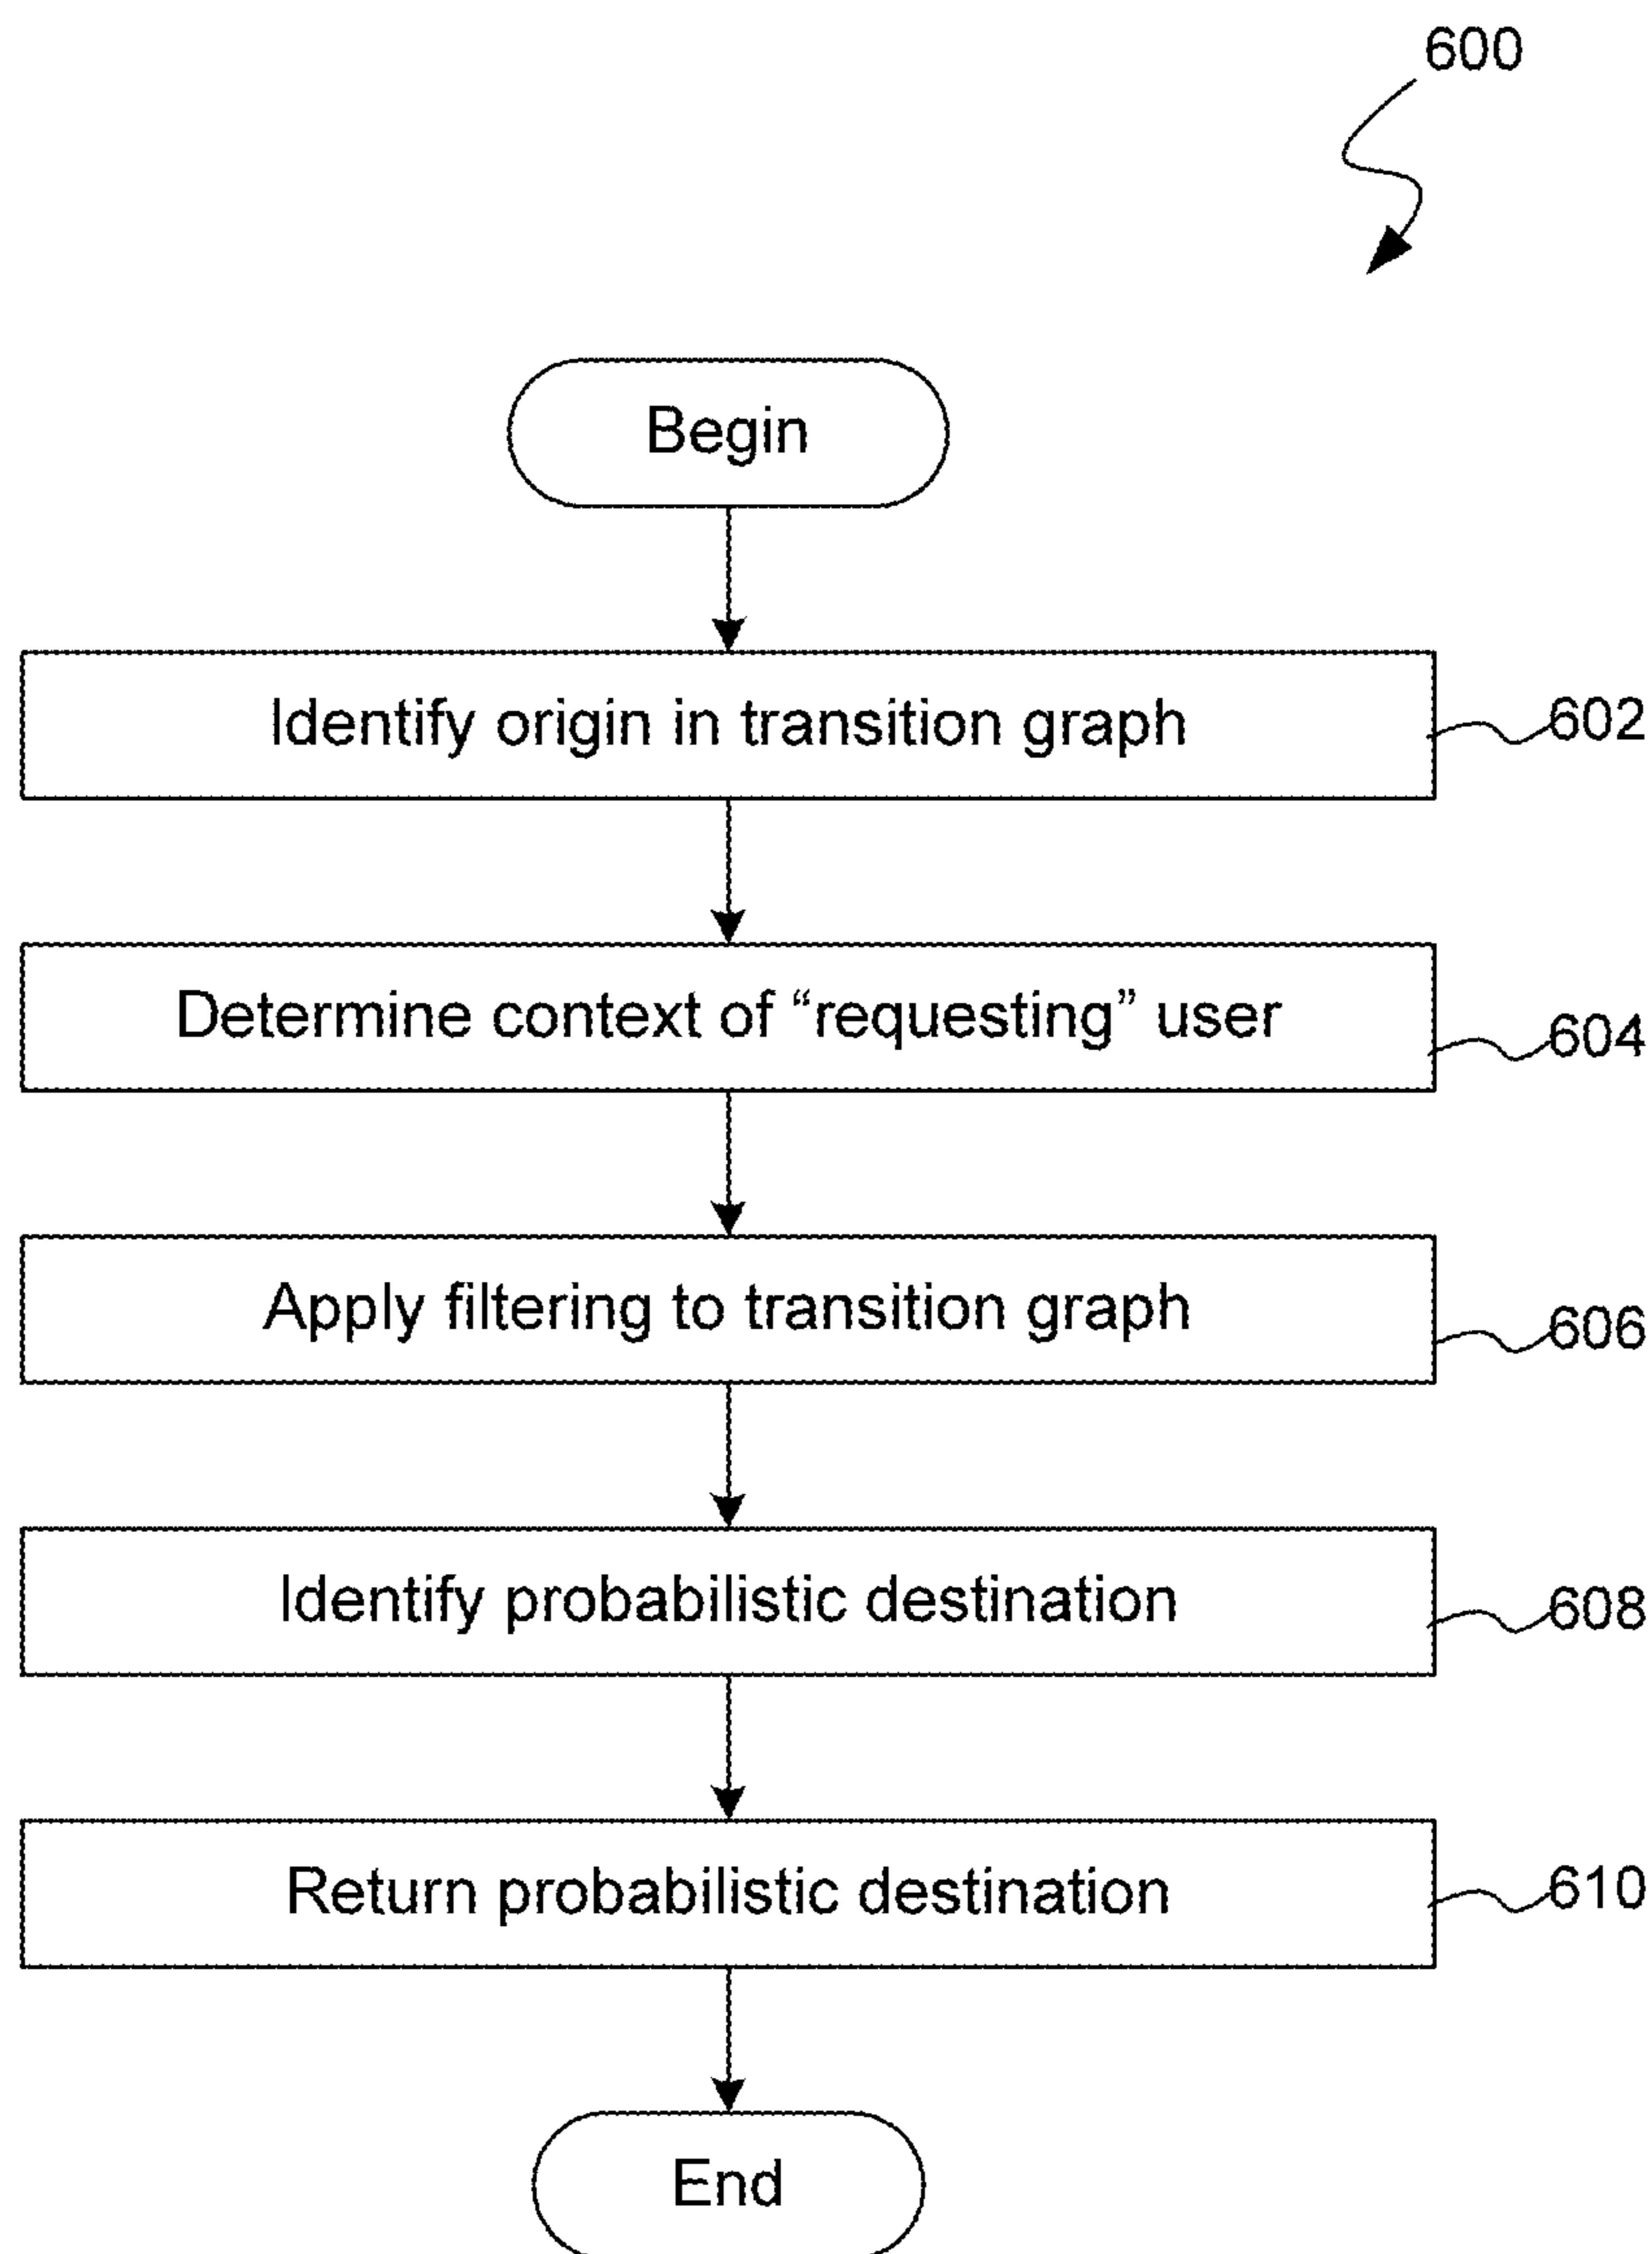 600
Begin
Identify origin in transition graph
602
Determine context of “requesting” user
604
Apply filtering to transition graph
606
Identify probabilistic destination
608
Return probabilistic destination
610
End